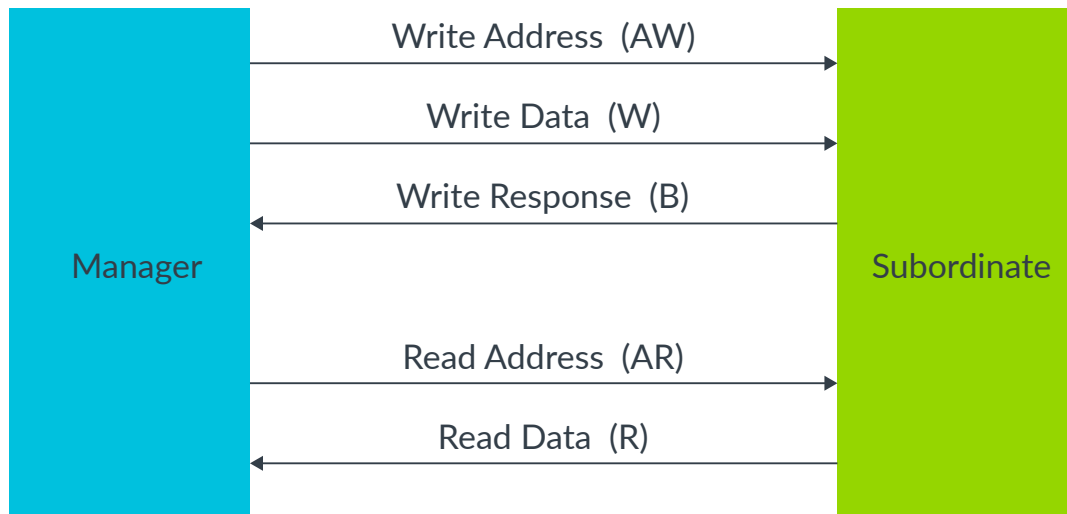 Write Address (AW)
Write Data (W)
Write Response (B)
Manager
Subordinate
Read Address (AR)
Read Data (R)